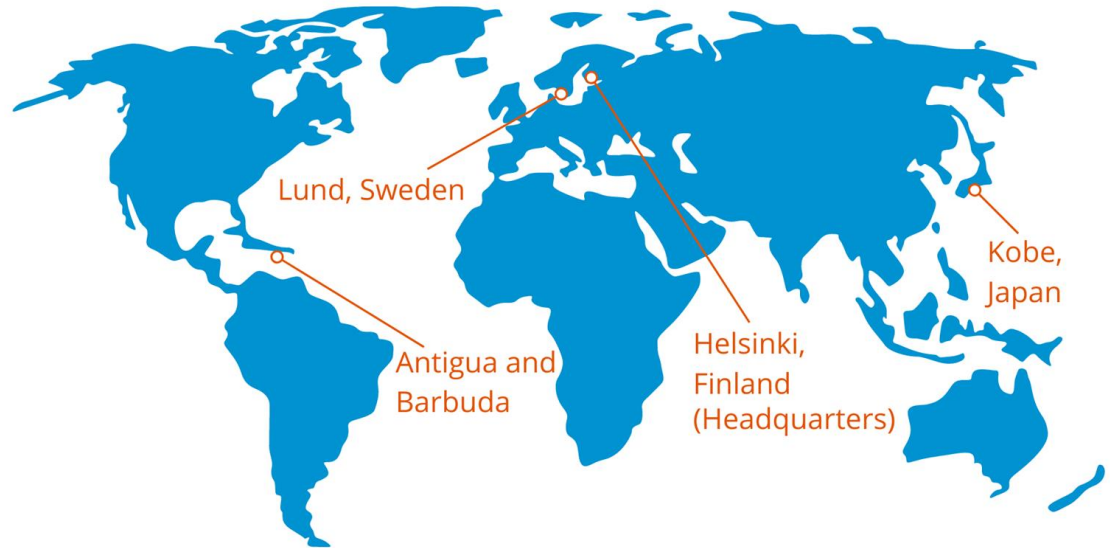 Lund, Sweden
Kobe,
Japan
Helsinki,
Finland
(Headquarters)
Antigua and
Barbuda